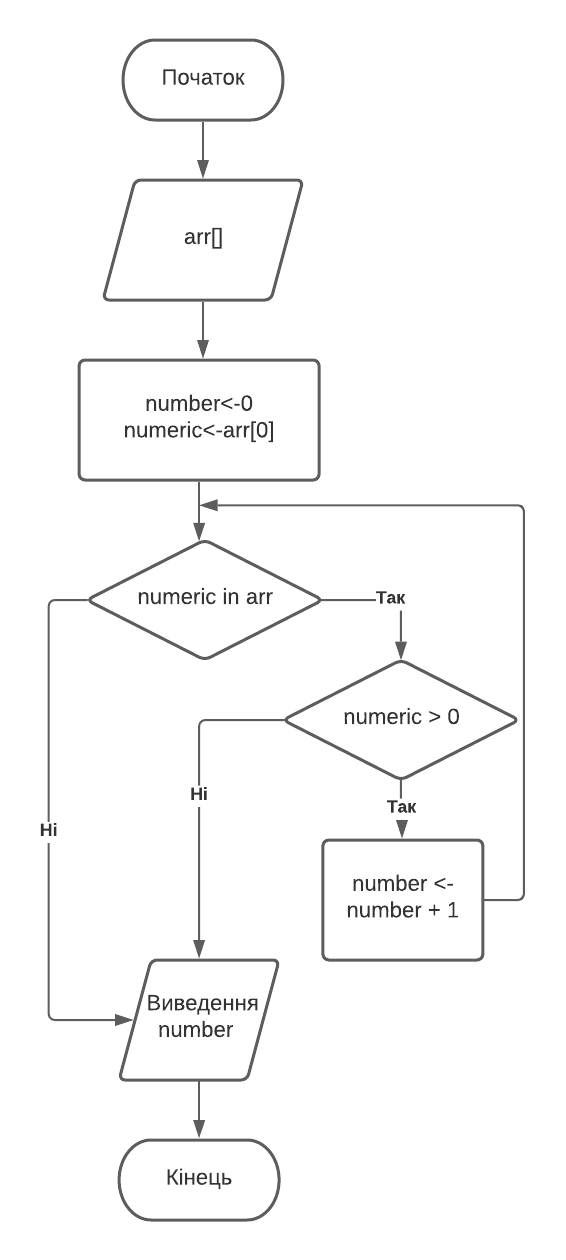 Початок
arr[]
number<-0
numeric<-arr[0]
numeric in arr
Так
numeric > 0
Ні
Так
Ні
number <-
number + 1
Виведення
number
Кінець